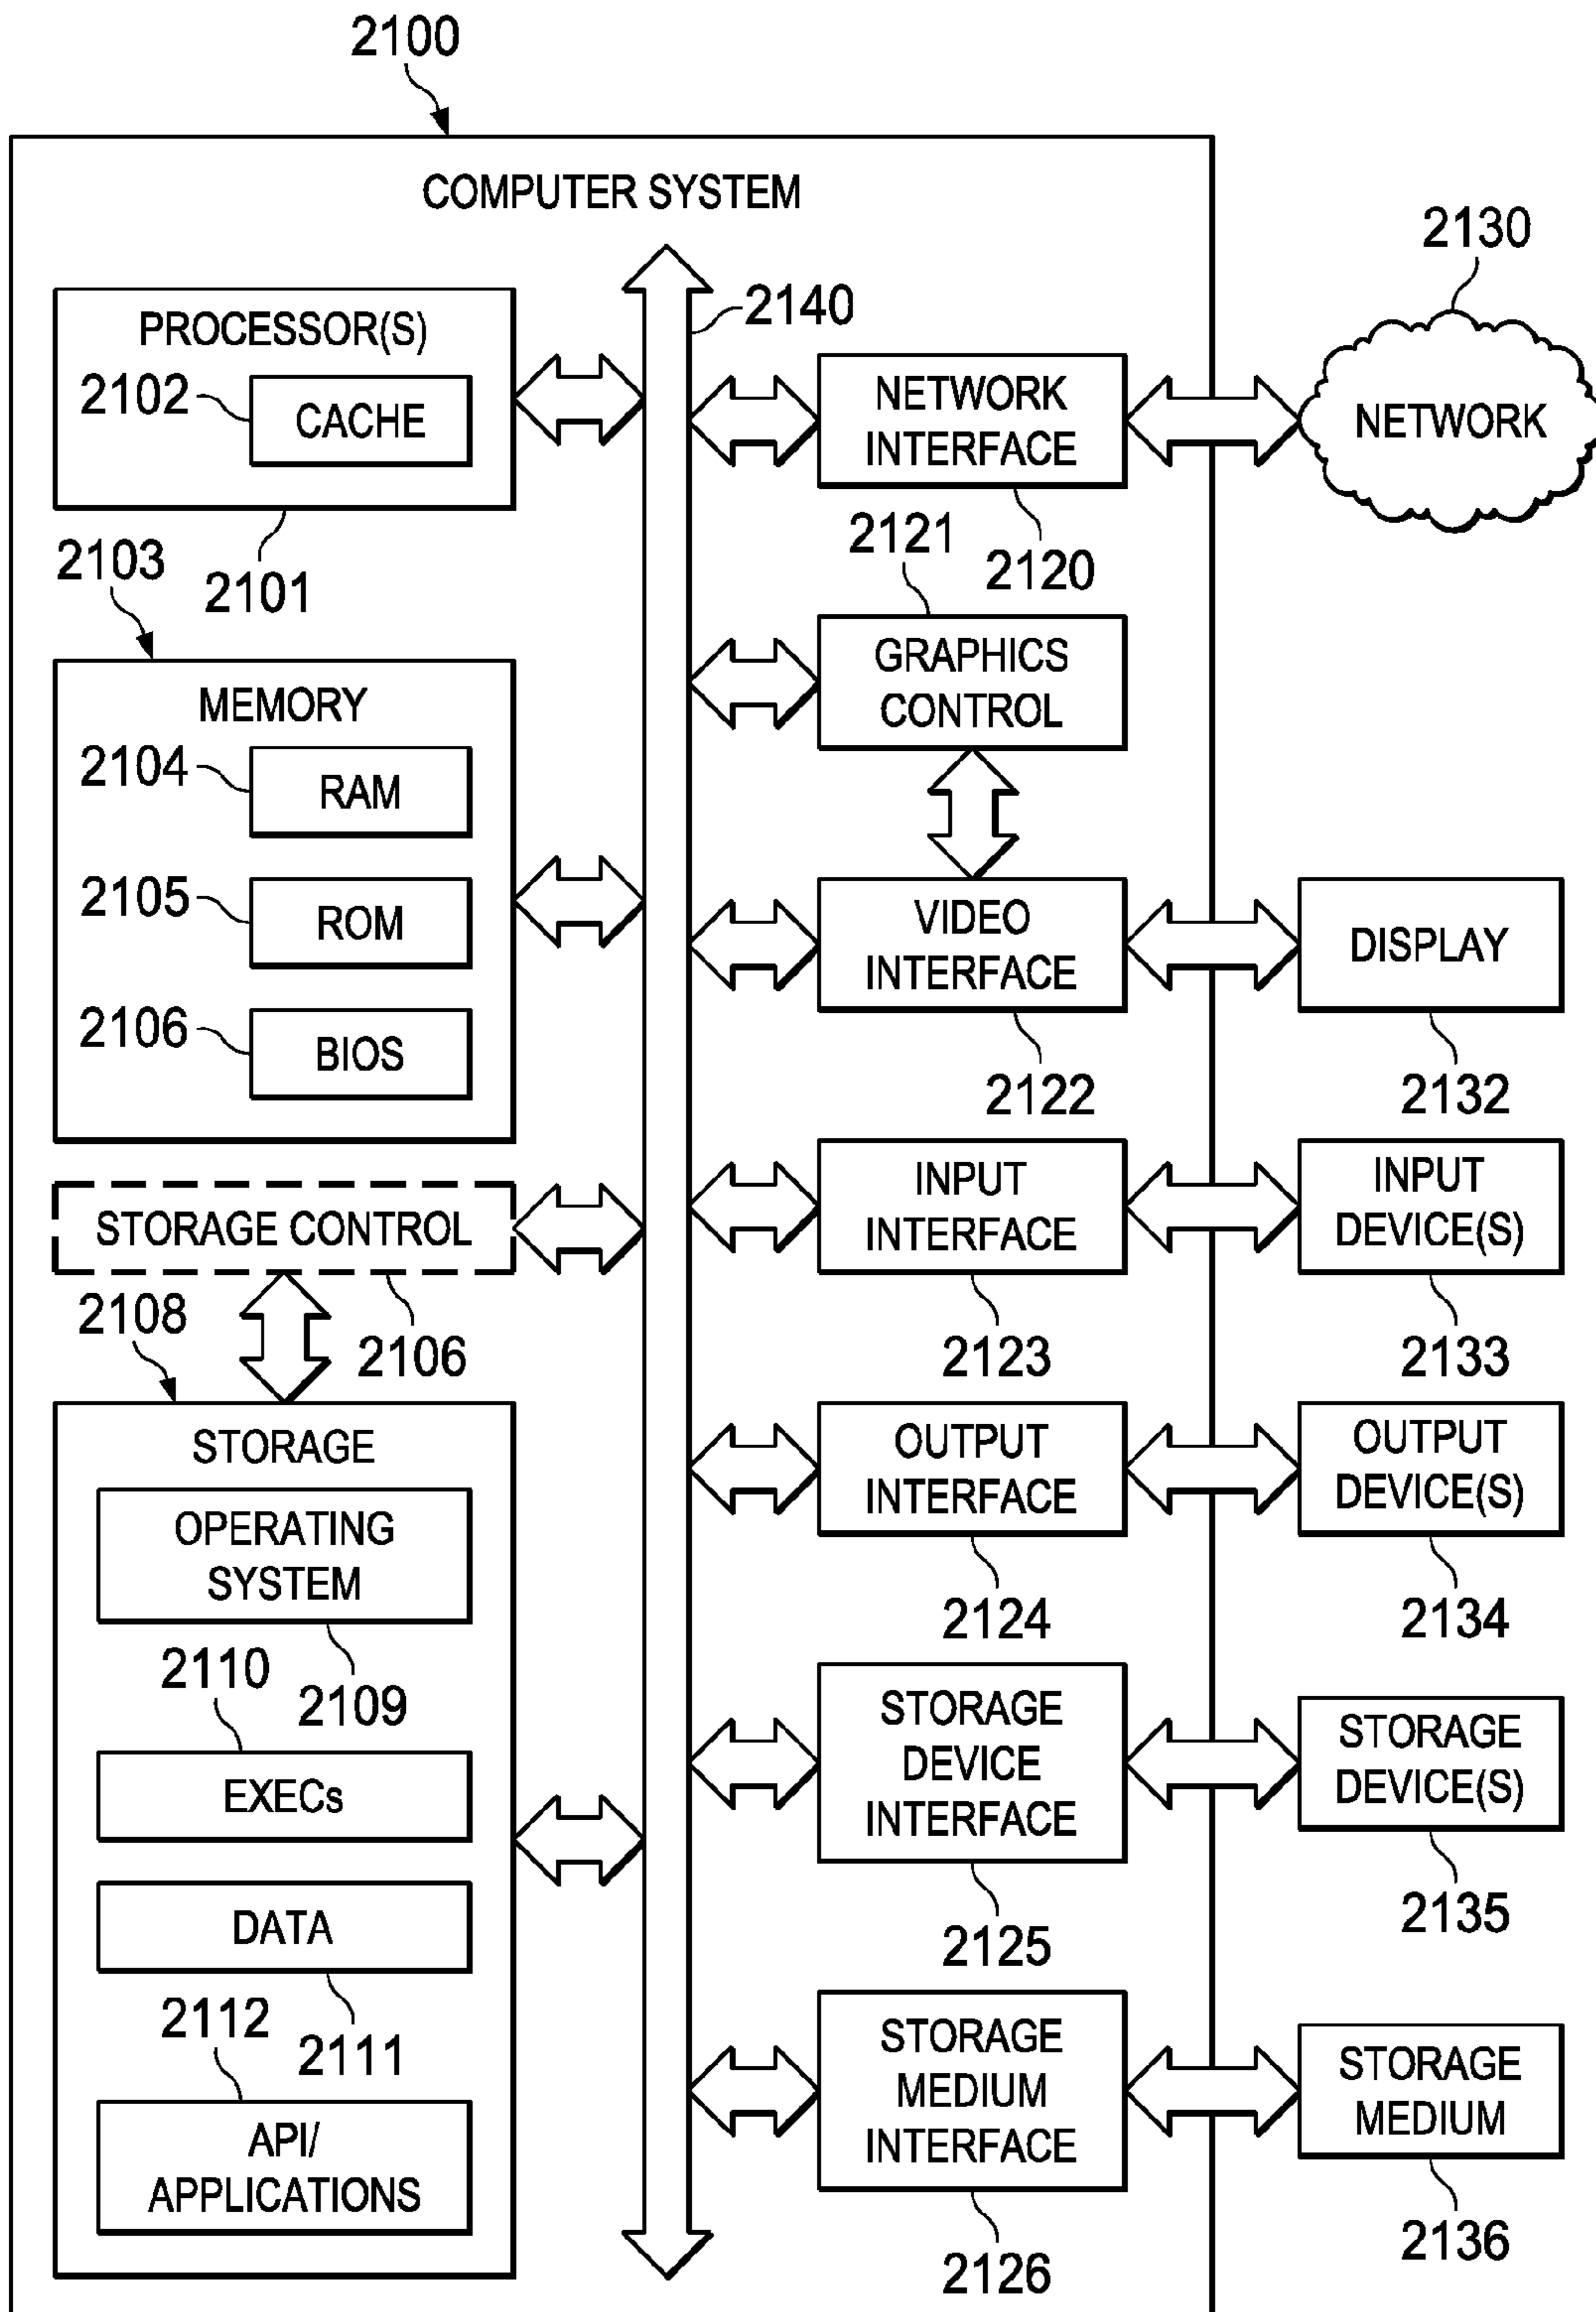 2100
COMPUTER SYSTEM
2130
2140
PROCESSOR(S)
2102
CACHE
2101
NETWORK
INTERFACE
2120
NETWORK
2103
MEMORY
2104
RAM
2105
ROM
2106
BIOS
2121
GRAPHICS
CONTROL
VIDEO
INTERFACE
2122
DISPLAY
2132
STORAGE CONTROL
2106
INPUT
INTERFACE
2123
INPUT
DEVICE(S)
2133
2108
STORAGE
OPERATING
SYSTEM
2109
2110
EXECs
DATA
2111
2112
API/
APPLICATIONS
OUTPUT
INTERFACE
2124
OUTPUT
DEVICE(S)
2134
STORAGE
DEVICE
INTERFACE
2125
STORAGE
DEVICE(S)
2135
STORAGE
MEDIUM
INTERFACE
2126
STORAGE
MEDIUM
2136